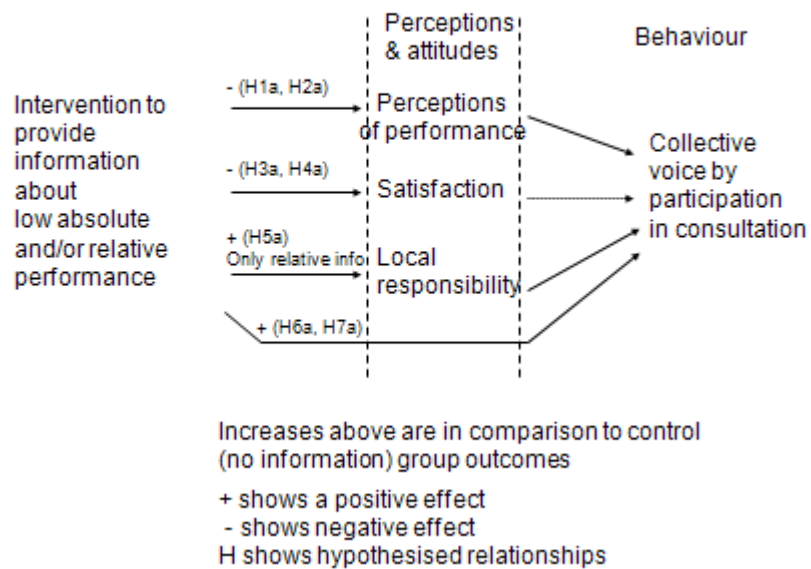 Perceptions
& attitudes
Behaviour
Intervention to
provide
information
about
low absolute
and/or relative
performance
- (H1a, H2a)
Perceptions
of performance
- (H3a, H4a)
Satisfaction
+ (H5a)
Only relative info
Local
responsibility
+ (H6a, H7a)
Collective
voice by
participation
in consultation
Increases above are in comparison to control
(no information) group outcomes
+ shows a positive effect
- shows negative effect
H shows hypothesised relationships